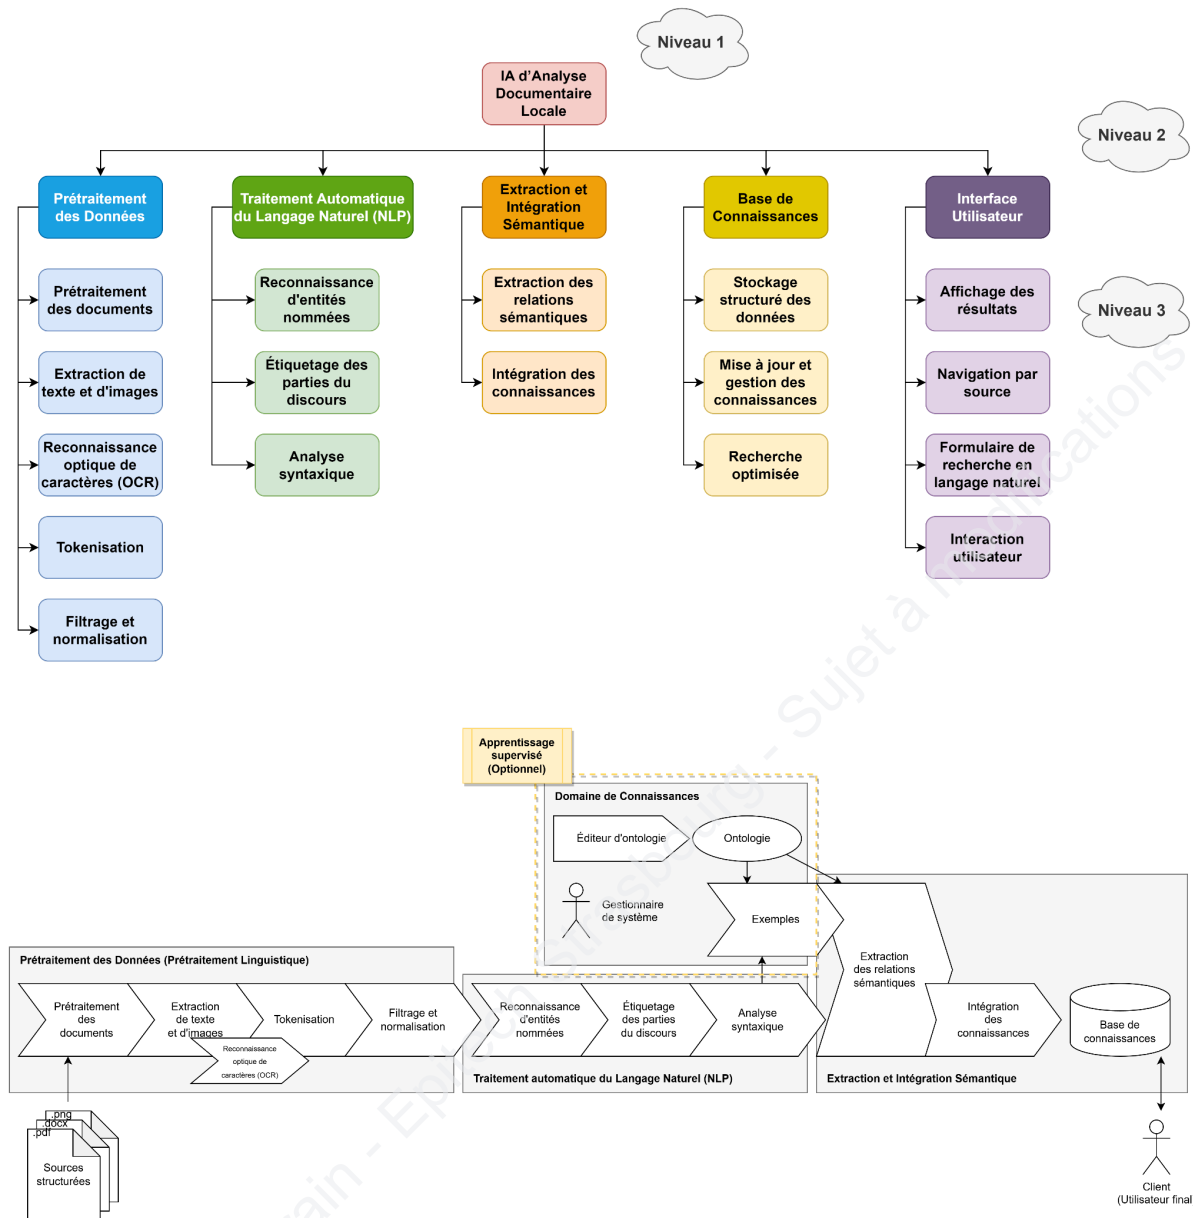 Niveau 1
IA d'Analyse
Documentaire
Locale
Niveau 2
Prétraitement
des Données
Traitement Automatique
du Langage Naturel (NLP)
Extraction et
Intégration
Sémantique
Base de
Connaissances
Interface
Utilisateur
Niveau 3
Prétraitement
des documents
Reconnaissance
d'entités
nommées
Extraction des
relations
sémantiques
Stockage
structuré des
données
Affichage des
résultats
Extraction de
texte et d'images
Étiquetage des
parties du
discours
Intégration des
connaissances
Mise à jour et
gestion des
connaissances
Navigation par
source
Reconnaissance
optique de
caractères (OCR)
Analyse
syntaxique
Recherche
optimisée
Formulaire de
recherche en
langage naturel
Tokenisation
Interaction
utilisateur
Filtrage et
normalisation
Apprentissage
supervisé
(Optionnel)
Domaine de Connaissances
Éditeur d'ontologie
Ontologie
Gestionnaire
de système
Exemples
Prétraitement des Données (Prétraitement Linguistique)
Prétraitement
des
documents
Extraction
de texte
et d'images
Tokenisation
Filtrage et
normalisation
Reconnaissance
optique de
caractères (OCR)
Reconnaissance
d'entités
nommées
Étiquetage
des parties
du discours
Analyse
syntaxique
Traitement automatique du Langage Naturel (NLP)
Extraction
des relations
sémantiques
Intégration
des
connaissances
Base de
connaissances
Extraction et Intégration Sémantique
.png
.docx
.pdf
Sources
structurées
Client
(Utilisateur final
rain - Epitech Strasbourg - Sujet à modifications